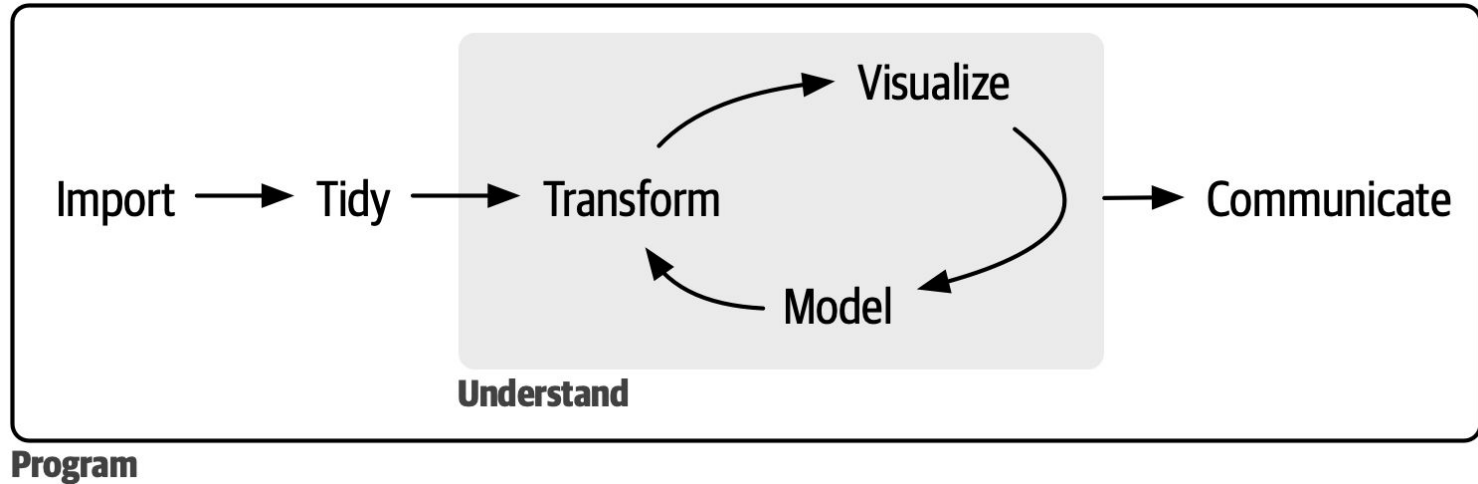 Visualize
Import
Tidy
Transform
Communicate
Model
Understand
Program